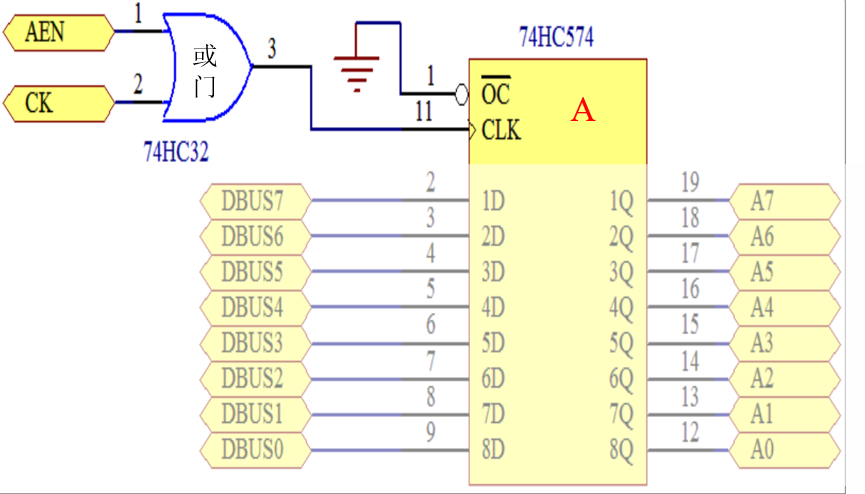 AEN 1
或
门
3
CK 2
74HC32
74HC574
1 OC
A
11 CLK
DBUS7 2 1D 1Q 19 A7
DBUS6 3 2D 2Q 18 A6
DBUS5 4 3D 3Q 17 A5
DBUS4 5 4D 4Q 16 A4
DBUS3 6 5D 5Q 15 A3
DBUS2 7 6D 6Q 14 A2
DBUS1 8 7D 7Q 13 A1
DBUS0 9 8D 8Q 12 A0